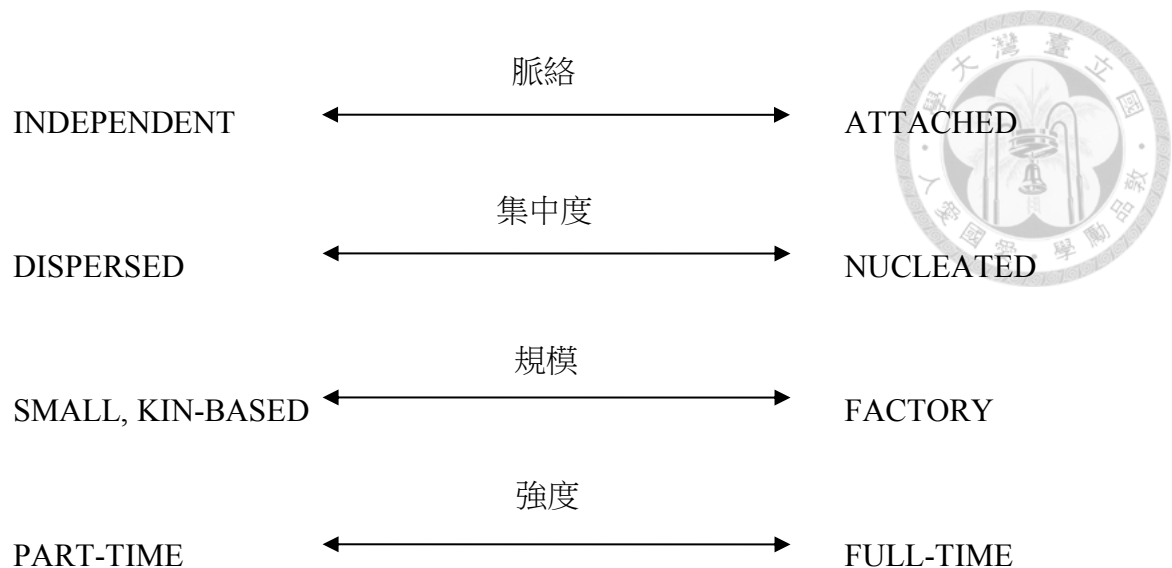 脈絡
INDEPENDENT ATTACHED
集中度
DISPERSED NUCLEATED
規模
SMALL, KIN-BASED FACTORY
強度
PART-TIME FULL-TIME